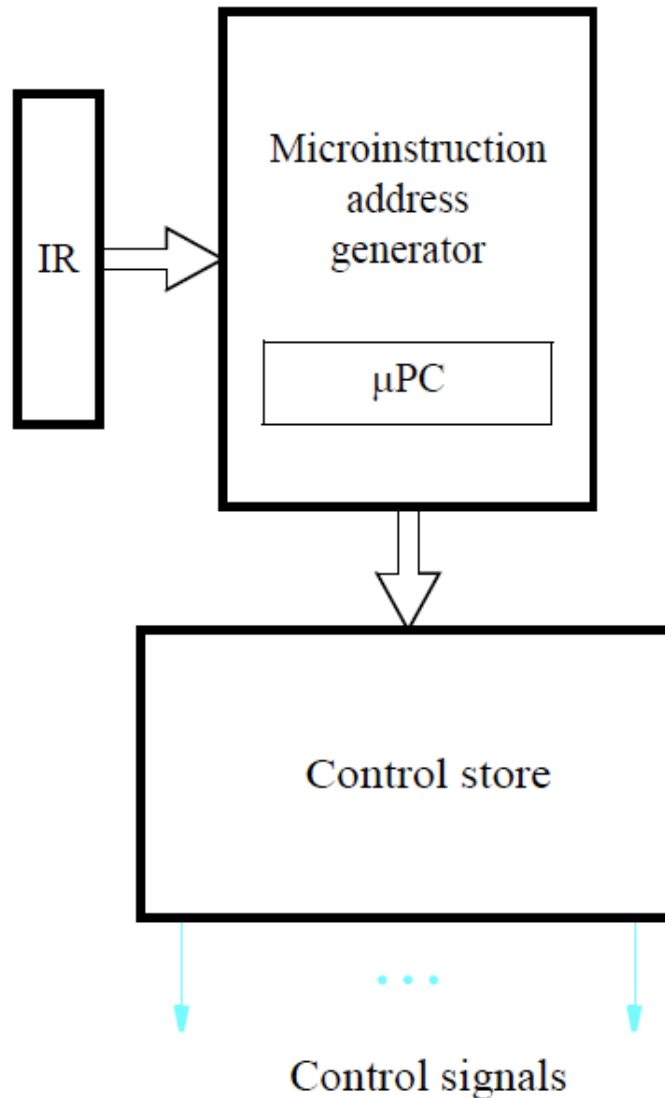 Microinstruction
address
generator
IR
μPC
Control store
. . .
Control signals